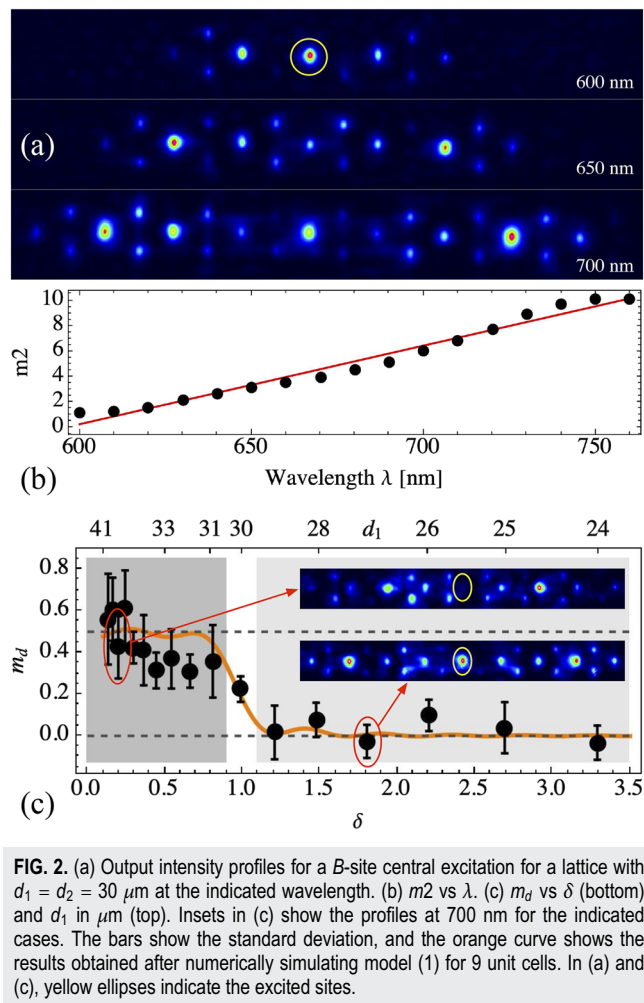 600 nm
(a)
650 nm
700 nm
10
8
6
4
2
0
m2
600
650
700
750
Wavelength λ [nm]
(b)
41 33 31 30 28 d₁ 26 25 24
0.8
0.6
0.4
0.2
0.0
m_d
0.0 0.5 1.0 1.5 2.0 2.5 3.0 3.5
δ
(c)
FIG. 2. (a) Output intensity profiles for a B-site central excitation for a lattice with
d₁ = d₂ = 30 μm at the indicated wavelength. (b) m2 vs λ. (c) m_d vs δ (bottom)
and d₁ in μm (top). Insets in (c) show the profiles at 700 nm for the indicated
cases. The bars show the standard deviation, and the orange curve shows the
results obtained after numerically simulating model (1) for 9 unit cells. In (a) and
(c), yellow ellipses indicate the excited sites.